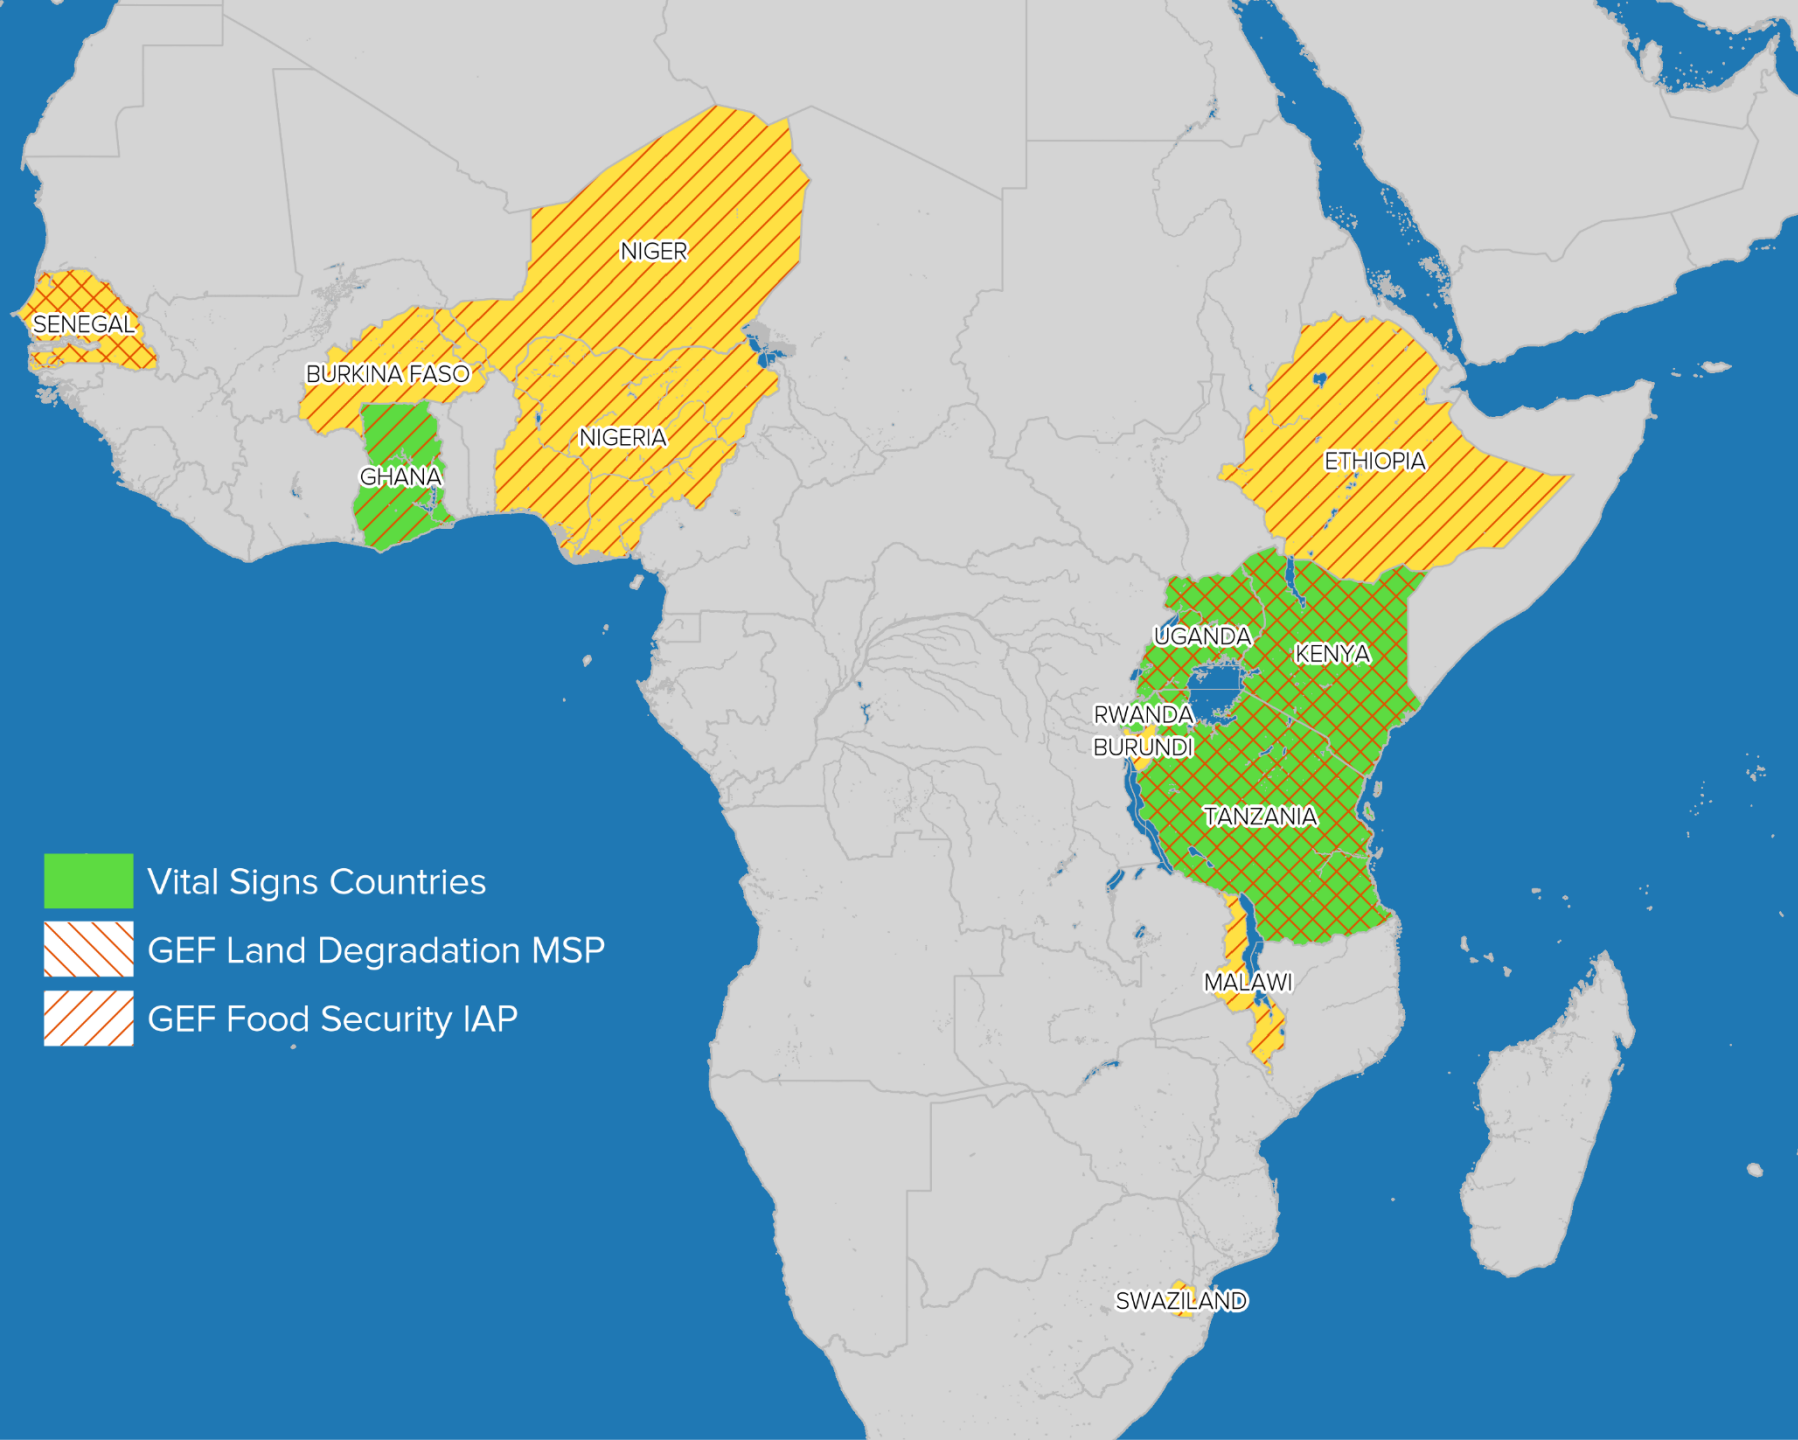 NIGER
SENEGAL
BURKINA FASO
NIGERIA
GHANA
ETHIOPIA
UGANDA
KENYA
RWANDA
BURUNDI
TANZANIA
Vital Signs Countries
GEF Land Degradation MSP
GEF Food Security IAP
MALAWI
SWAZILAND